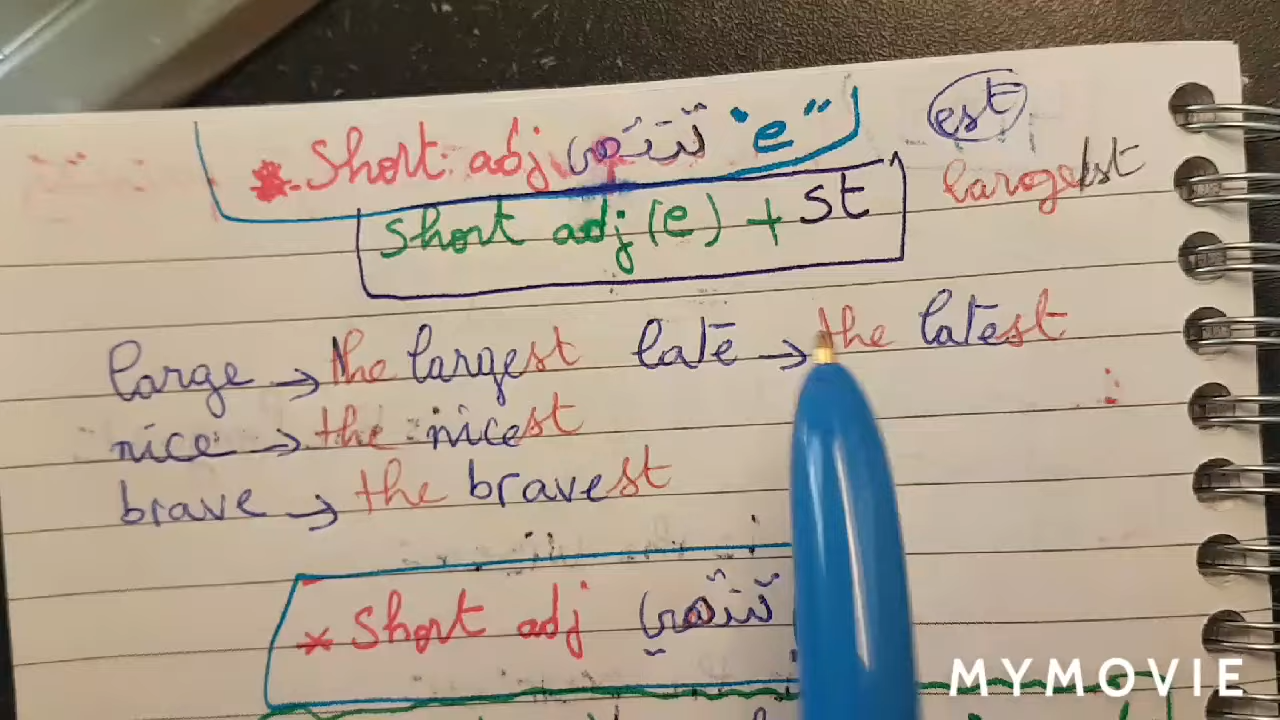 * Short adj تنتهي "e" est
largest
Short adj (e) + st
large → the largest late → the latest
nice → the nicest
brave → the bravest
* Short adj تنتهي
MYMOVIE